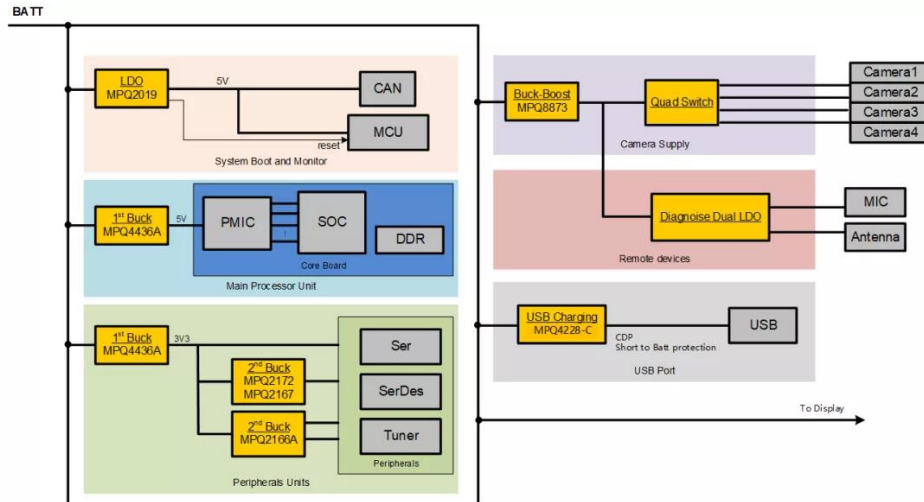 BATT
LDO
MPQ2019
5V
CAN
MCU
reset
System Boot and Monitor
1st Buck
MPQ4436A
5V
PMIC
SOC
DDR
Core Board
Main Processor Unit
1st Buck
MPQ4436A
3V3
2nd Buck
MPQ2172
MPQ2167
2nd Buck
MPQ2166A
Ser
SerDes
Tuner
Peripherals
Peripherals Units
Buck-Boost
MPQ8873
Quad Switch
Camera1
Camera2
Camera3
Camera4
Camera Supply
Diagnoise Dual LDO
MIC
Antenna
Remote devices
USB Charging
MPQ4228-C
CDP
Short to Batt protection
USB
USB Port
To Display